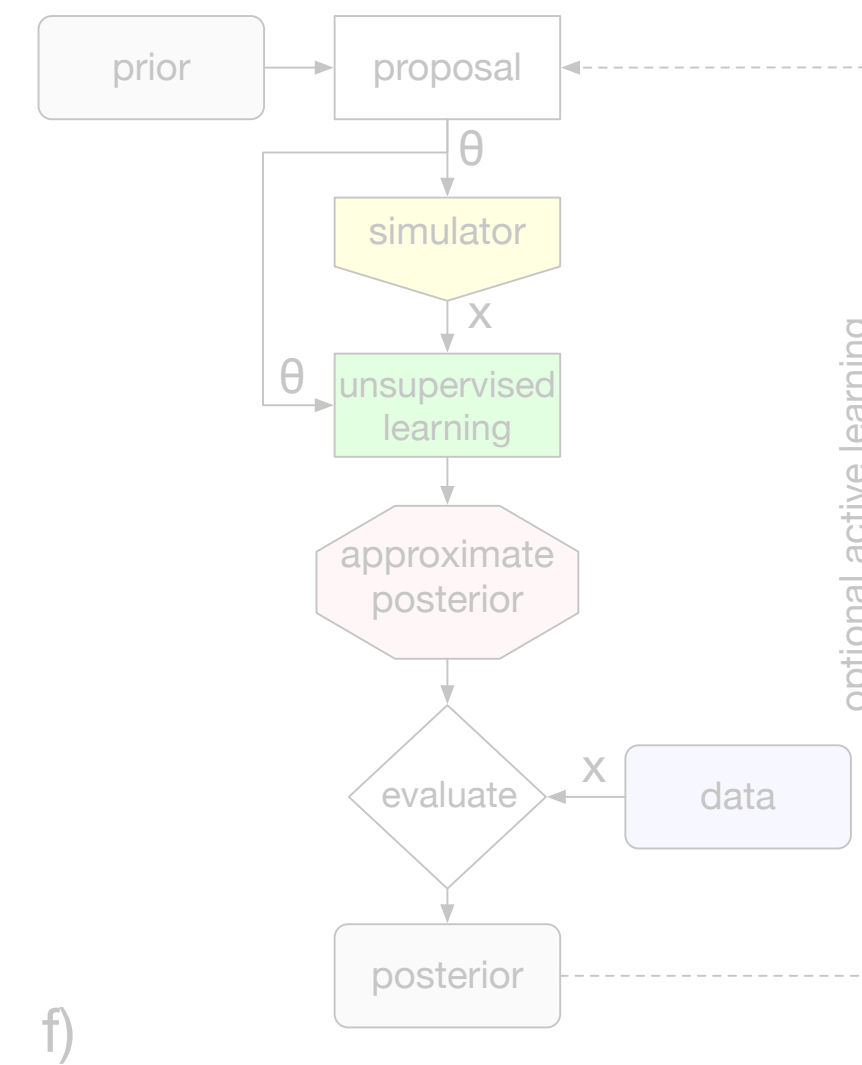 prior
proposal
θ
simulator
x
θ
unsupervised
learning
approximate
posterior
optional active learning
evaluate
x
data
posterior
f)